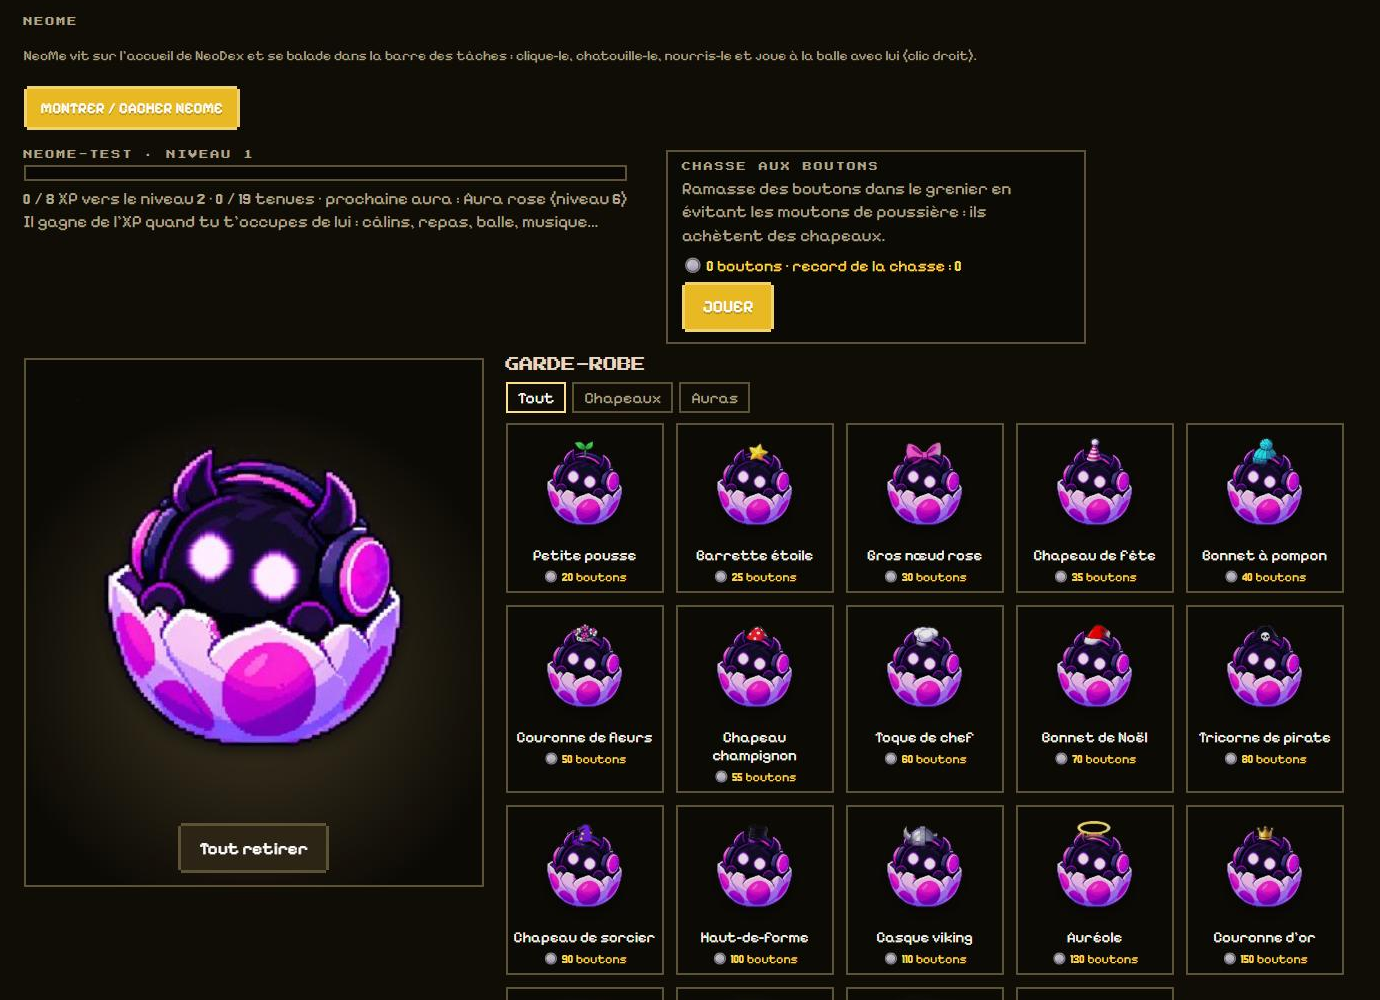 NEOME
NeoMe vit sur l'accueil de NeoDex et se balade dans la barre des tâches : clique-le, chatouille-le, nourris-le et joue à la balle avec lui (clic droit).
MONTRER / CACHER NEOME
NEOME-TEST · NIVEAU 1
0 / 8 XP vers le niveau 2 · 0 / 19 tenues · prochaine aura : Aura rose (niveau 6)
Il gagne de l'XP quand tu t'occupes de lui : câlins, repas, balle, musique...
CHASSE AUX BOUTONS
Ramasse des boutons dans le grenier en
évitant les moutons de poussière : ils
achètent des chapeaux.
0 boutons · record de la chasse : 0
JOUER
Tout retirer
GARDE-ROBE
Tout Chapeaux Auras
Petite pousse
20 boutons
Barrette étoile
25 boutons
Gros nœud rose
30 boutons
Chapeau de fête
35 boutons
Bonnet à pompon
40 boutons
Couronne de fleurs
50 boutons
Chapeau
champignon
55 boutons
Toque de chef
60 boutons
Bonnet de Noël
70 boutons
Tricorne de pirate
80 boutons
Chapeau de sorcier
90 boutons
Haut-de-forme
100 boutons
Casque viking
110 boutons
Auréole
130 boutons
Couronne d'or
150 boutons